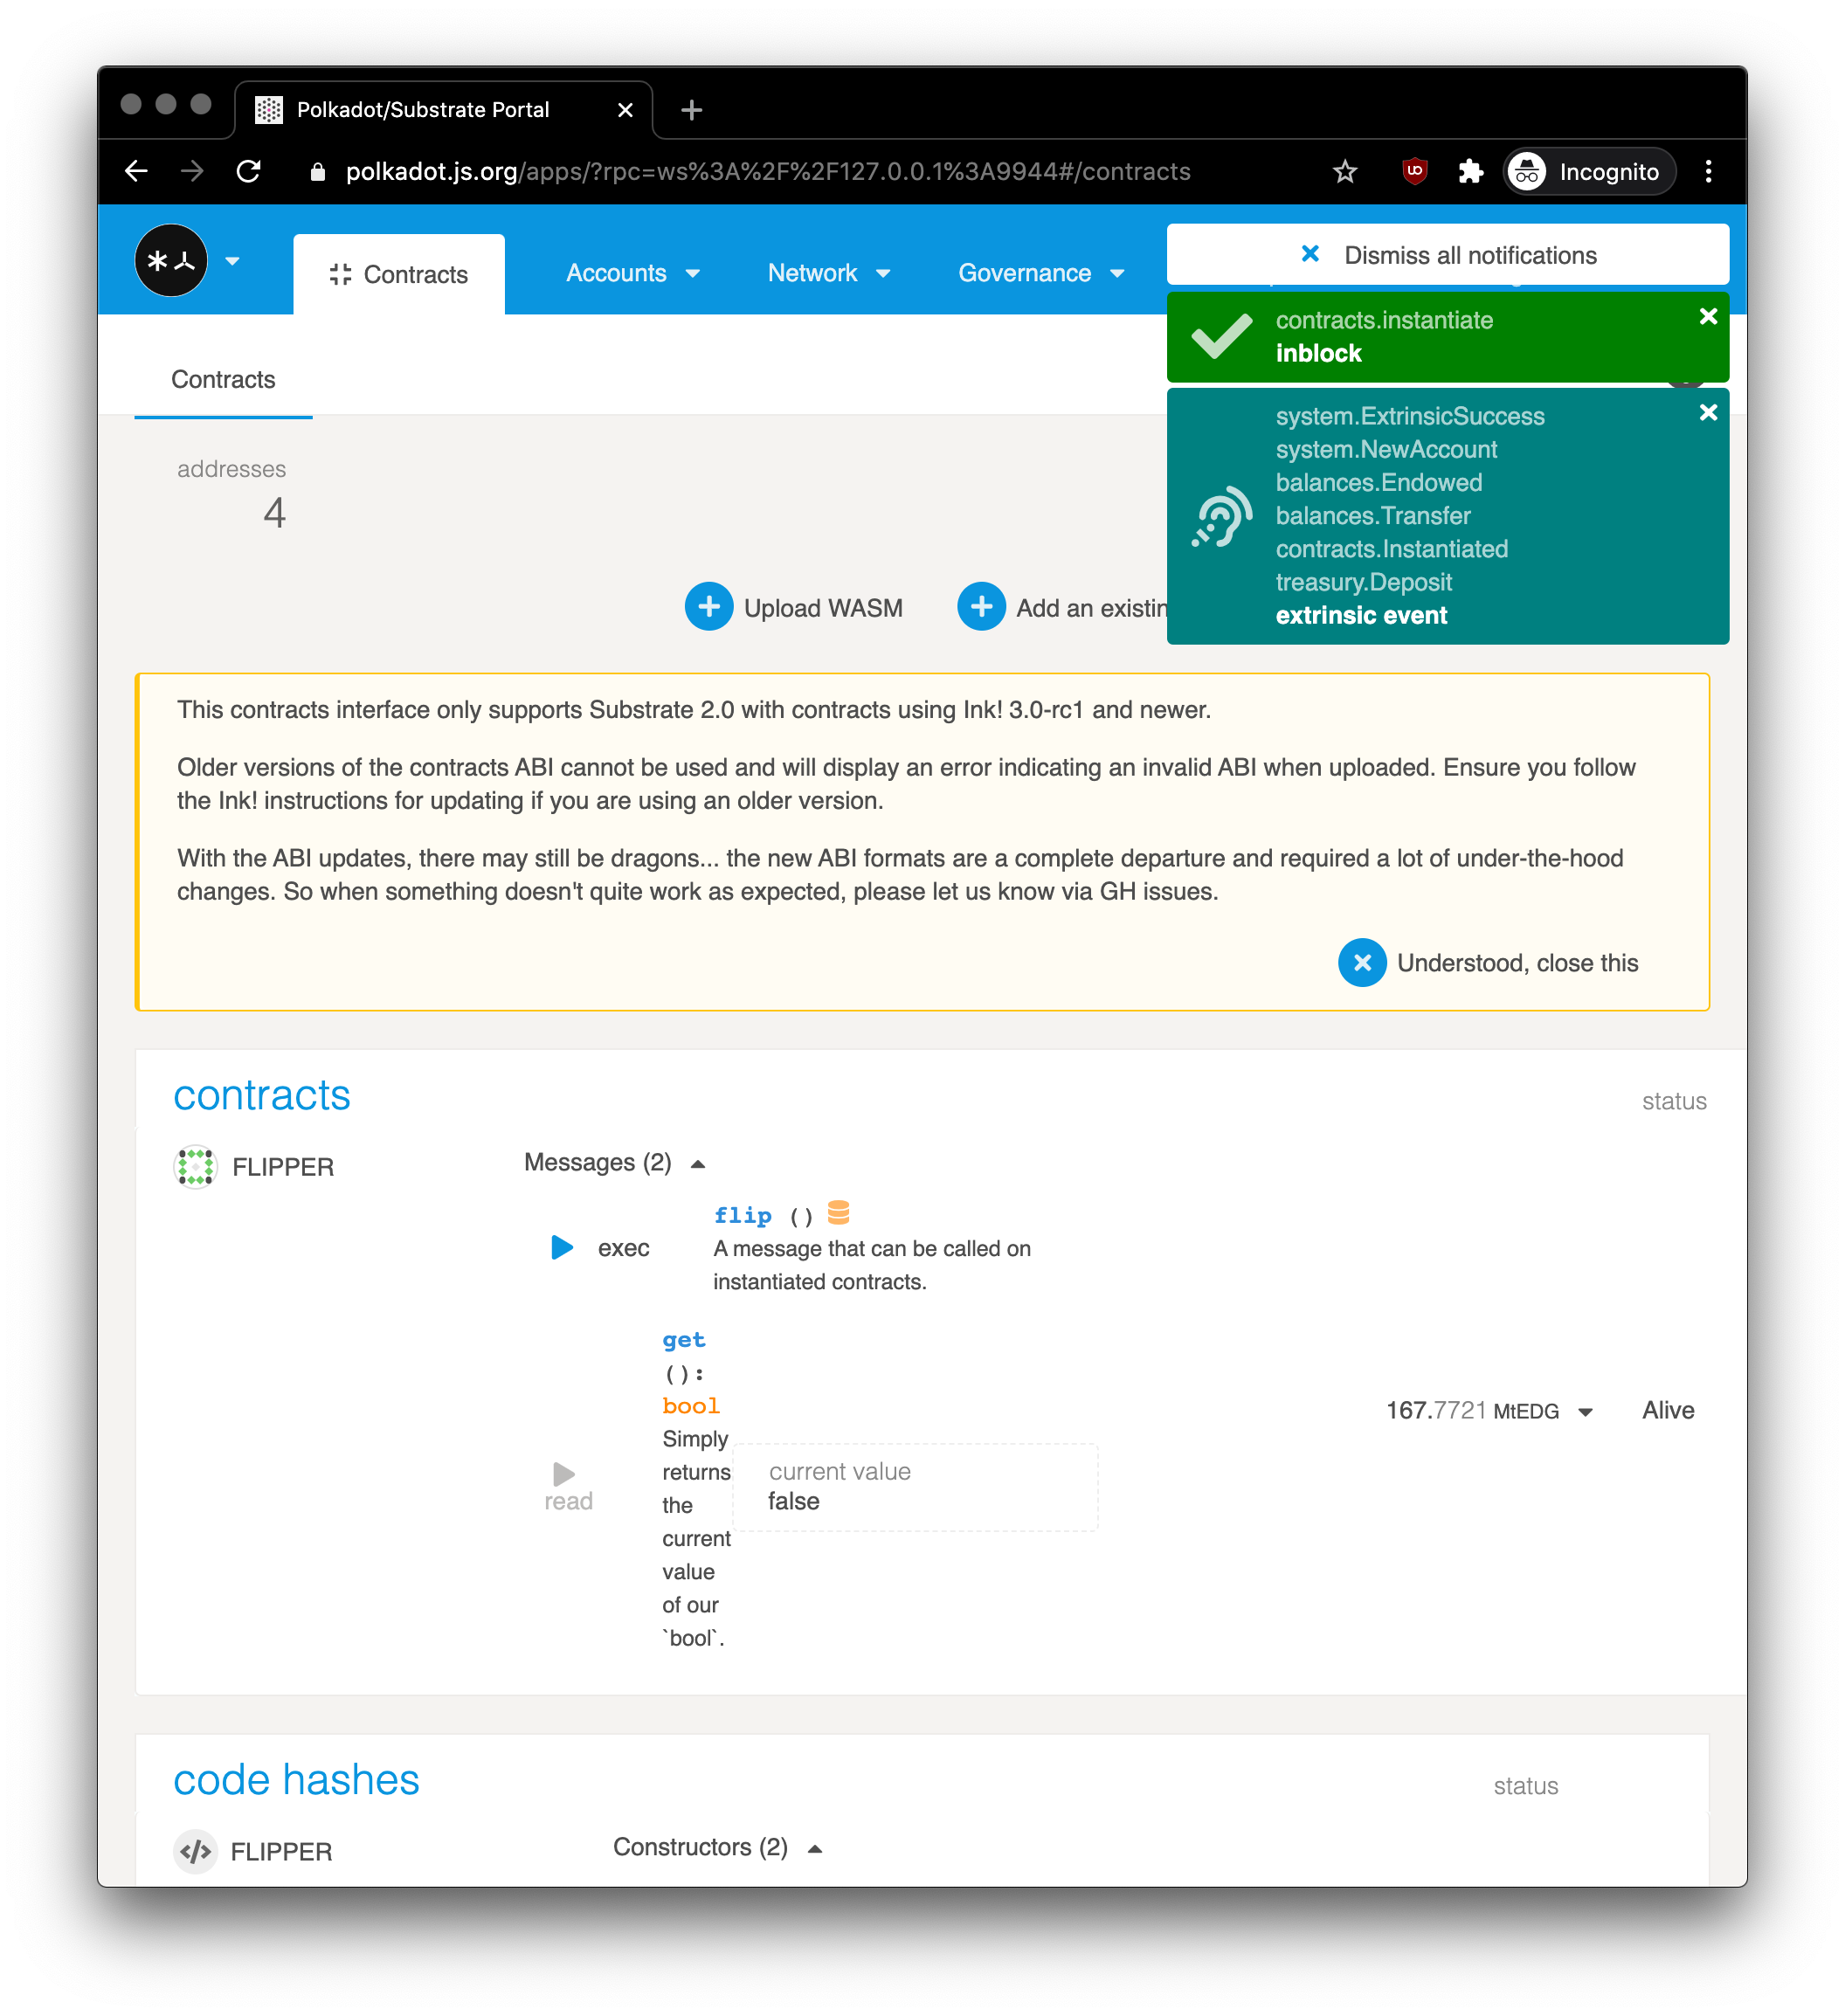 Polkadot/Substrate Portal
polkadot.js.org/apps/?rpc=ws%3A%2F%2F127.0.0.1%3A9944#/contracts
Incognito
Contracts
Accounts
Network
Governance
Dismiss all notifications
contracts.instantiate
inblock
Contracts
system.ExtrinsicSuccess
system.NewAccount
balances.Endowed
balances.Transfer
contracts.Instantiated
treasury.Deposit
extrinsic event
addresses
4
Upload WASM
Add an existin
This contracts interface only supports Substrate 2.0 with contracts using Ink! 3.0-rc1 and newer.
Older versions of the contracts ABI cannot be used and will display an error indicating an invalid ABI when uploaded. Ensure you follow
the Ink! instructions for updating if you are using an older version.
With the ABI updates, there may still be dragons... the new ABI formats are a complete departure and required a lot of under-the-hood
changes. So when something doesn't quite work as expected, please let us know via GH issues.
Understood, close this
contracts
status
FLIPPER
Messages (2)
flip ()
exec
A message that can be called on
instantiated contracts.
get
():
bool
Simply
returns
the
current
value
of our
`bool`.
read
current value
false
167.7721 MtEDG
Alive
code hashes
status
FLIPPER
Constructors (2)